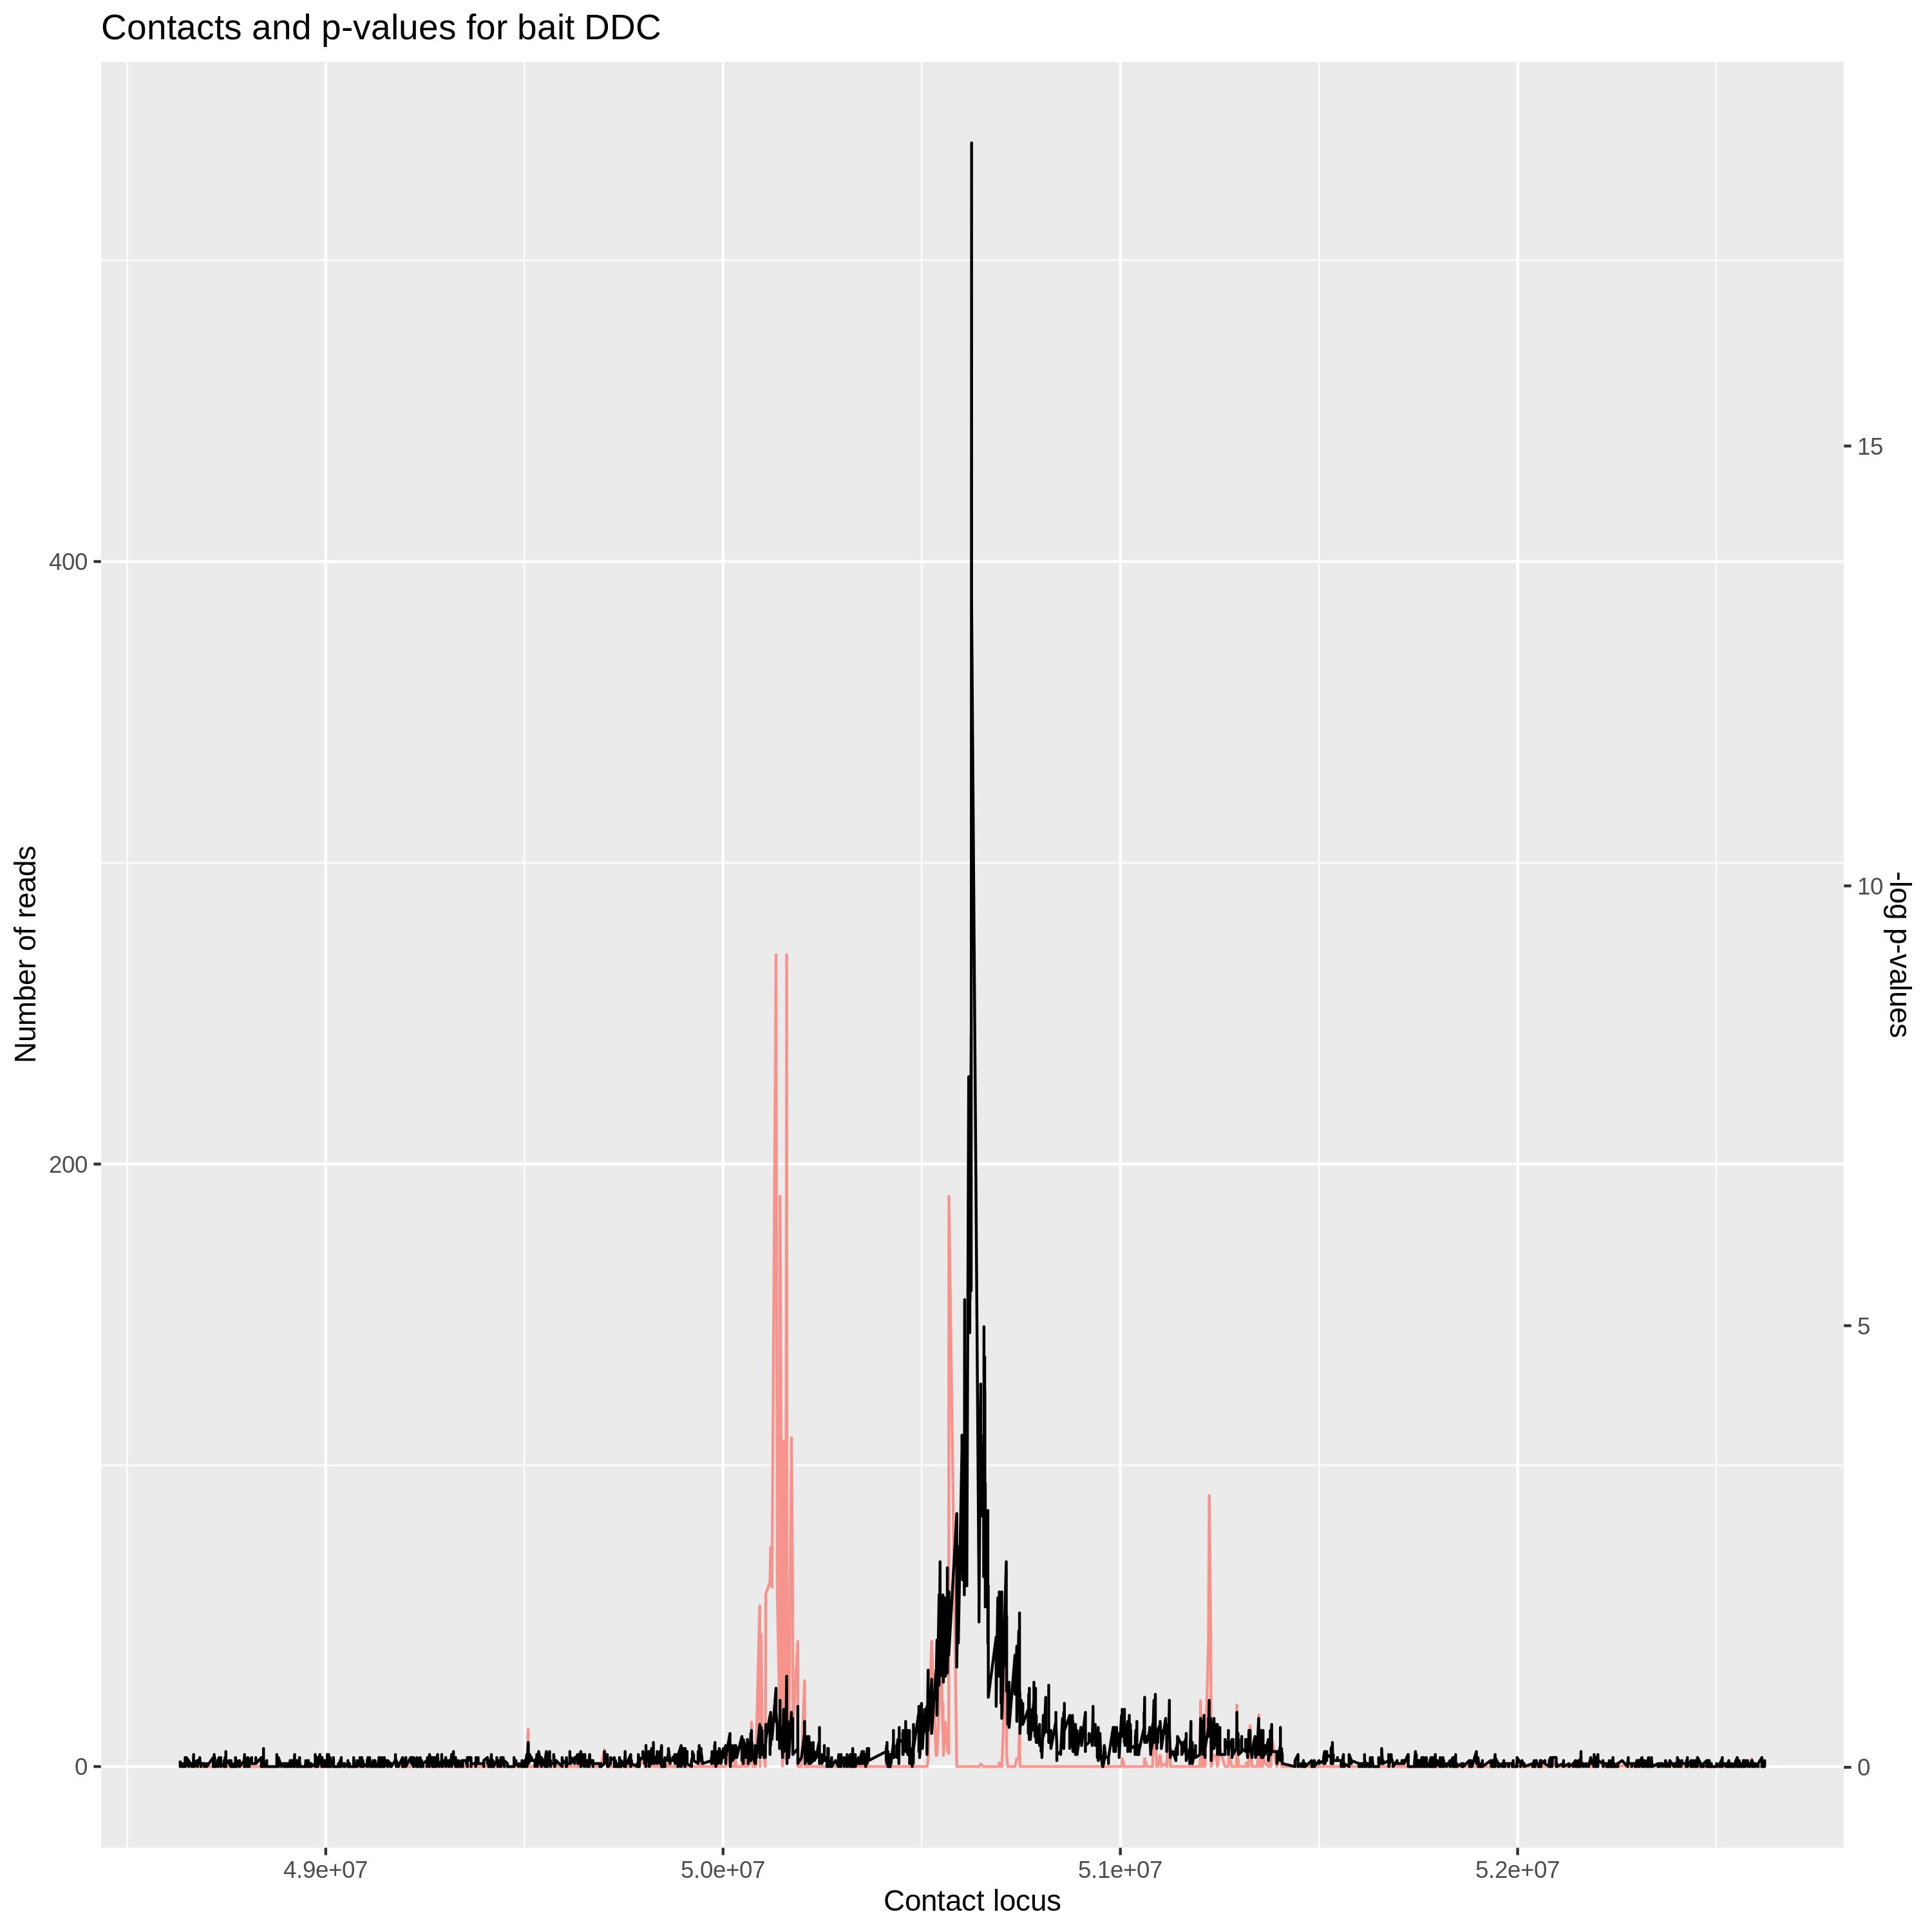 Contacts and p-values for bait DDC
Number of reads
400
200
0
15
10
5
0
-log p-values
4.9e+07
5.0e+07
5.1e+07
5.2e+07
Contact locus